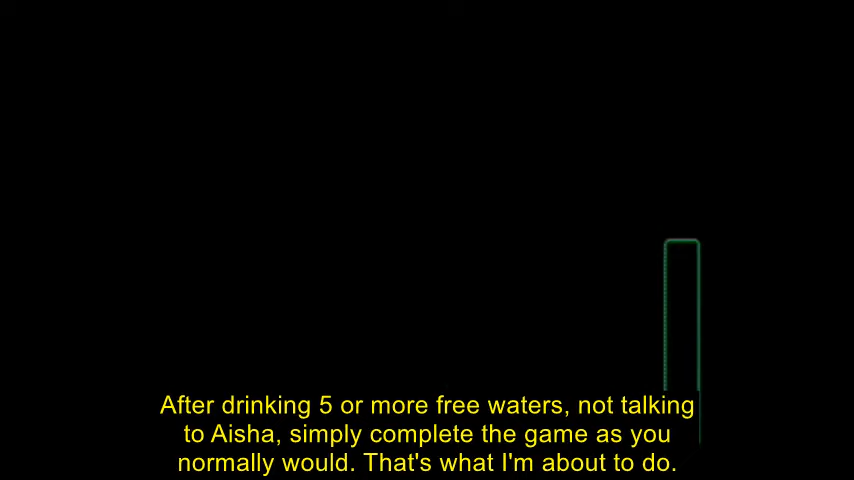 After drinking 5 or more free waters, not talking
to Aisha, simply complete the game as you
normally would. That's what I'm about to do.